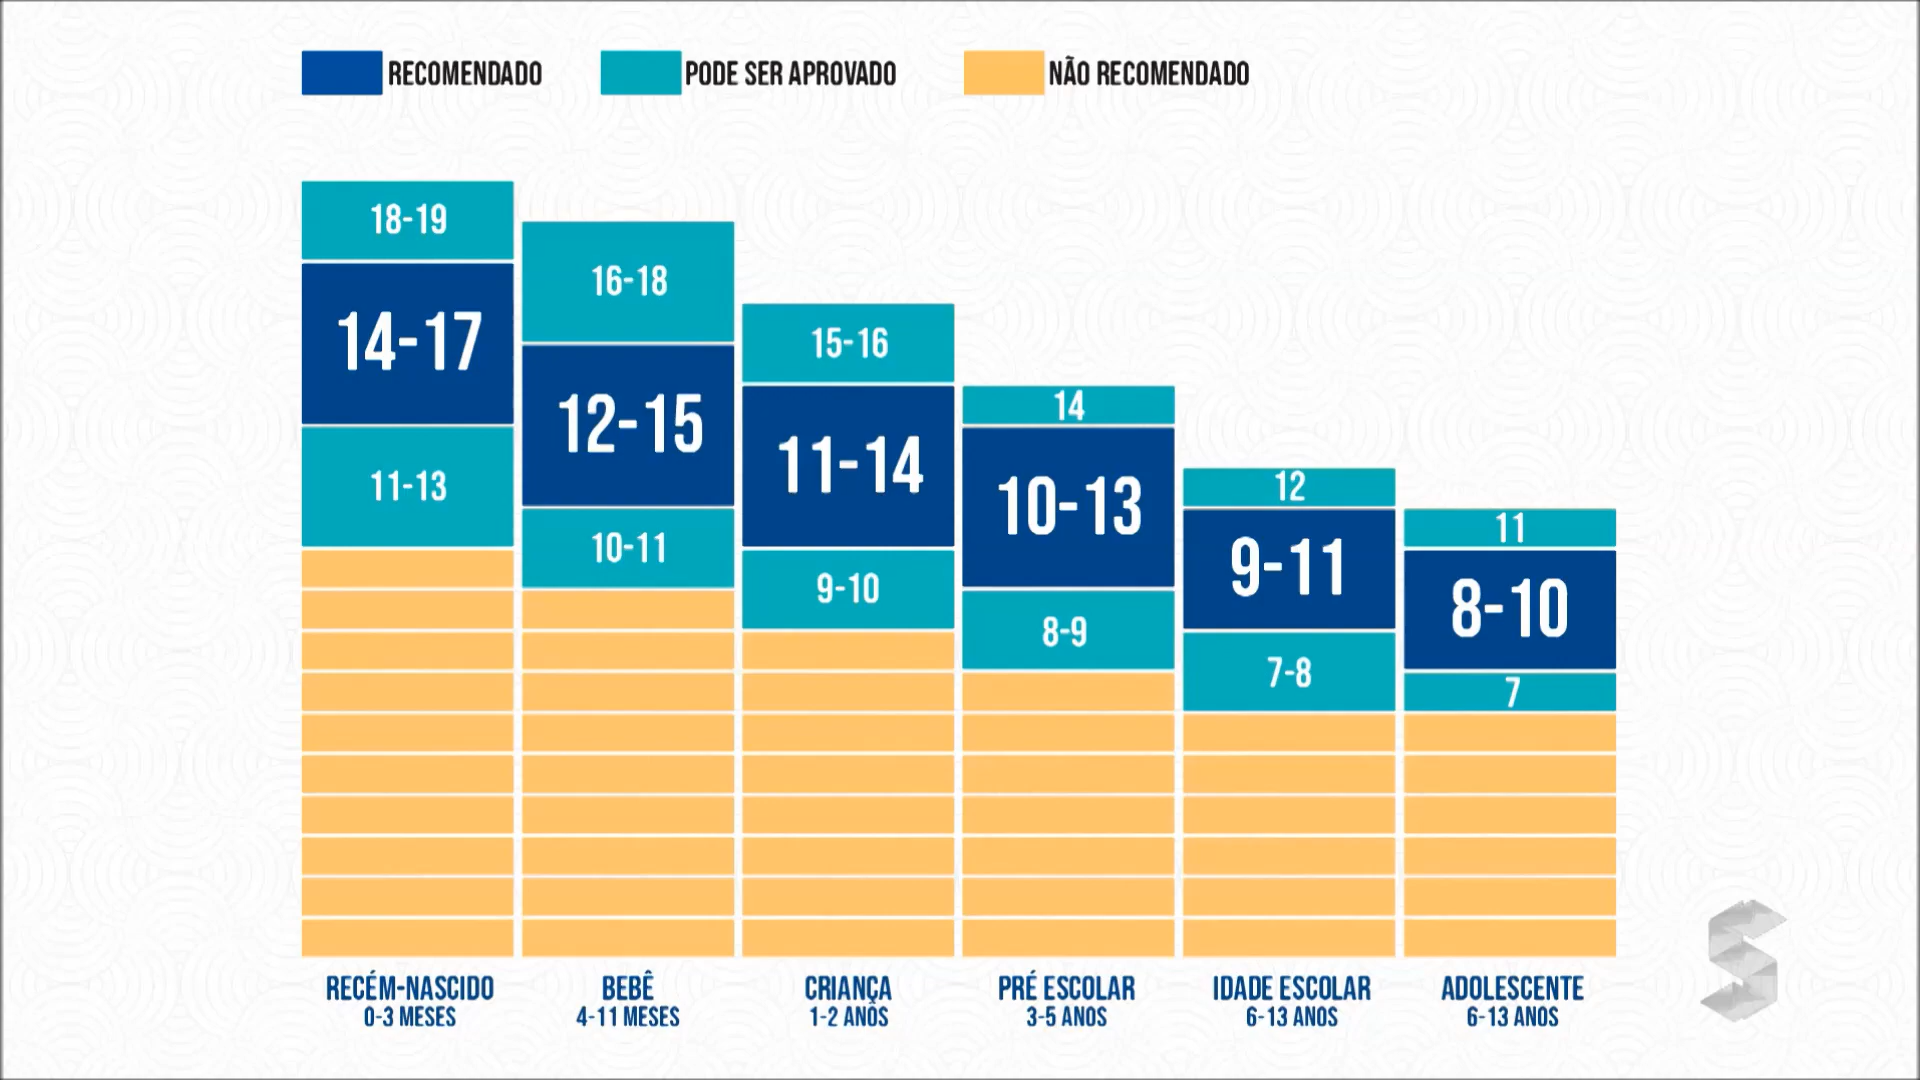 RECOMENDADO
PODE SER APROVADO
NÃO RECOMENDADO
18-19
14-17
11-13
16-18
12-15
10-11
15-16
11-14
9-10
14
10-13
8-9
12
9-11
7-8
11
8-10
7
RECÉM-NASCIDO
0-3 MESES
BEBÊ
4-11 MESES
CRIANÇA
1-2 ANOS
PRÉ ESCOLAR
3-5 ANOS
IDADE ESCOLAR
6-13 ANOS
ADOLESCENTE
6-13 ANOS